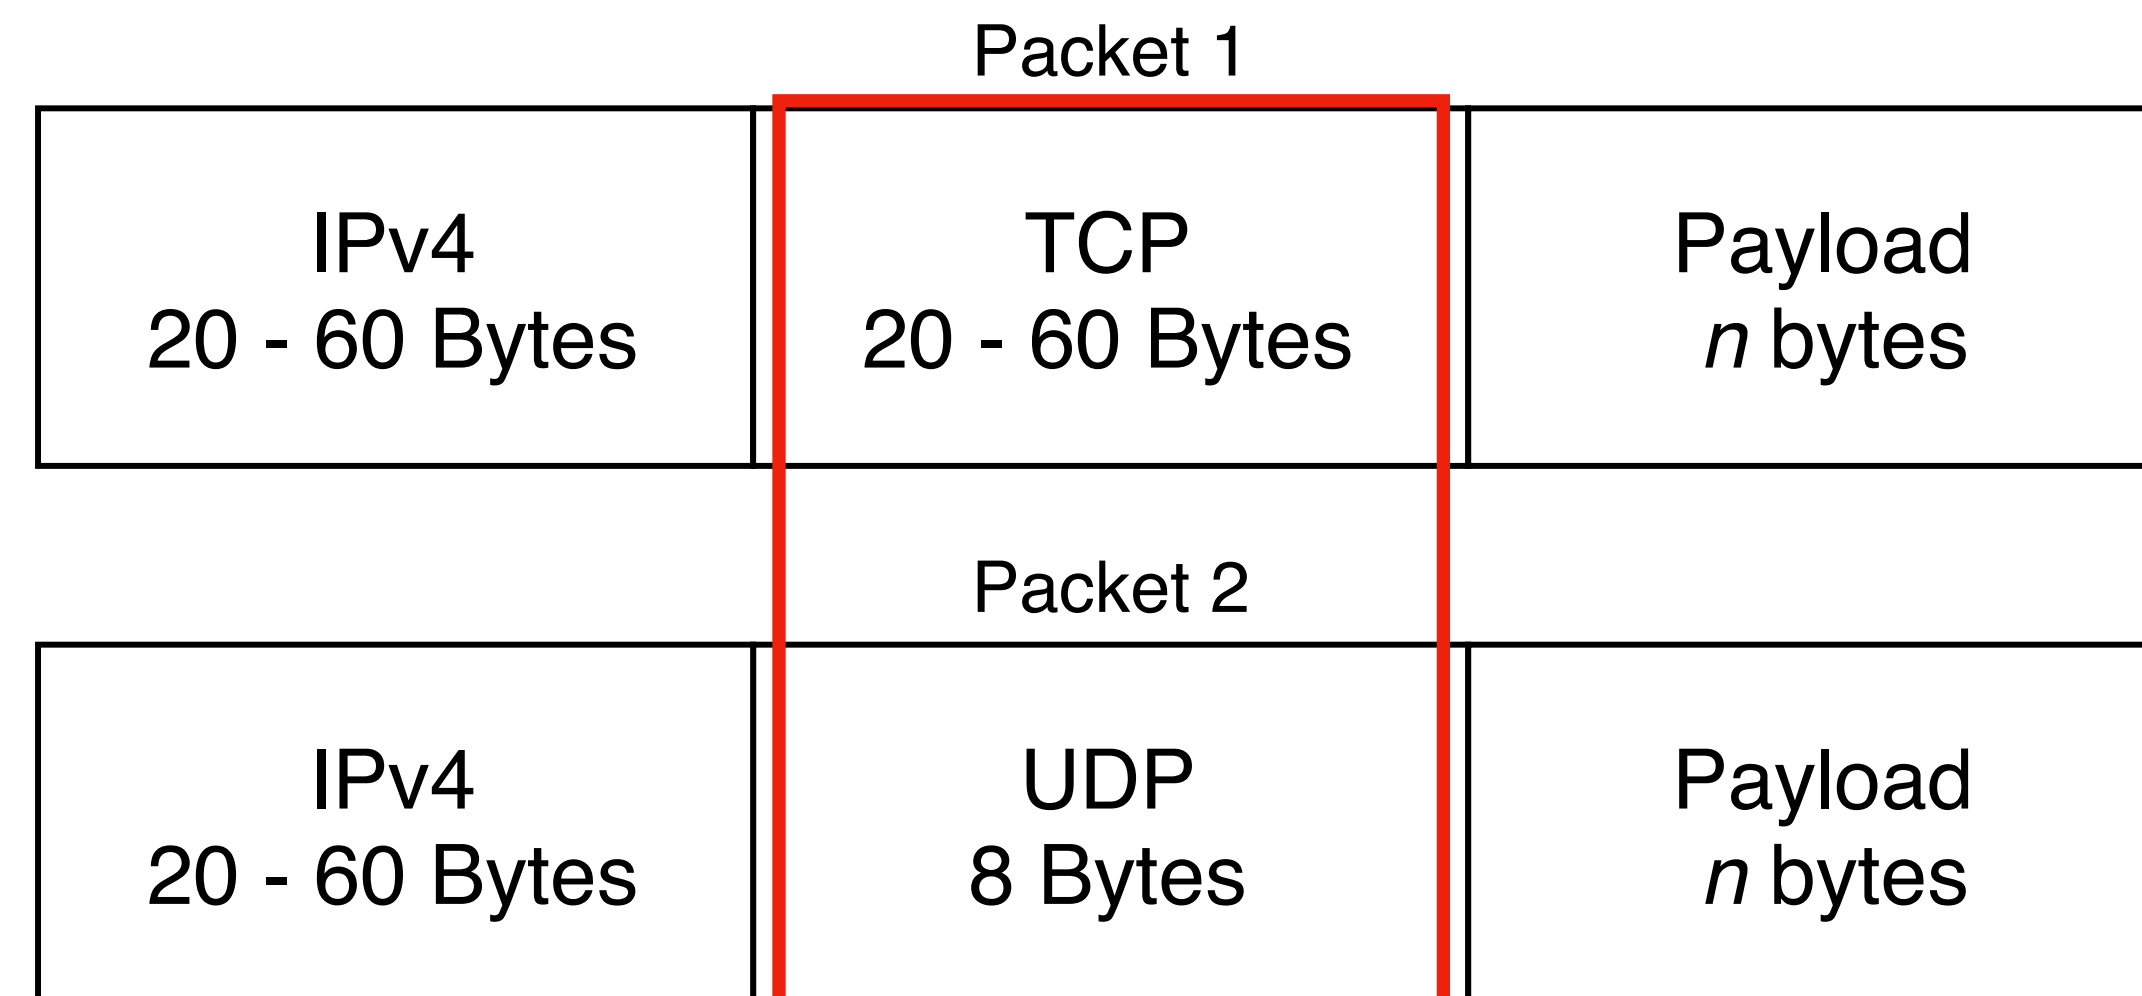 Packet 1
IPv4
20 - 60 Bytes
TCP
20 - 60 Bytes
Payload
n bytes
Packet 2
IPv4
20 - 60 Bytes
UDP
8 Bytes
Payload
n bytes